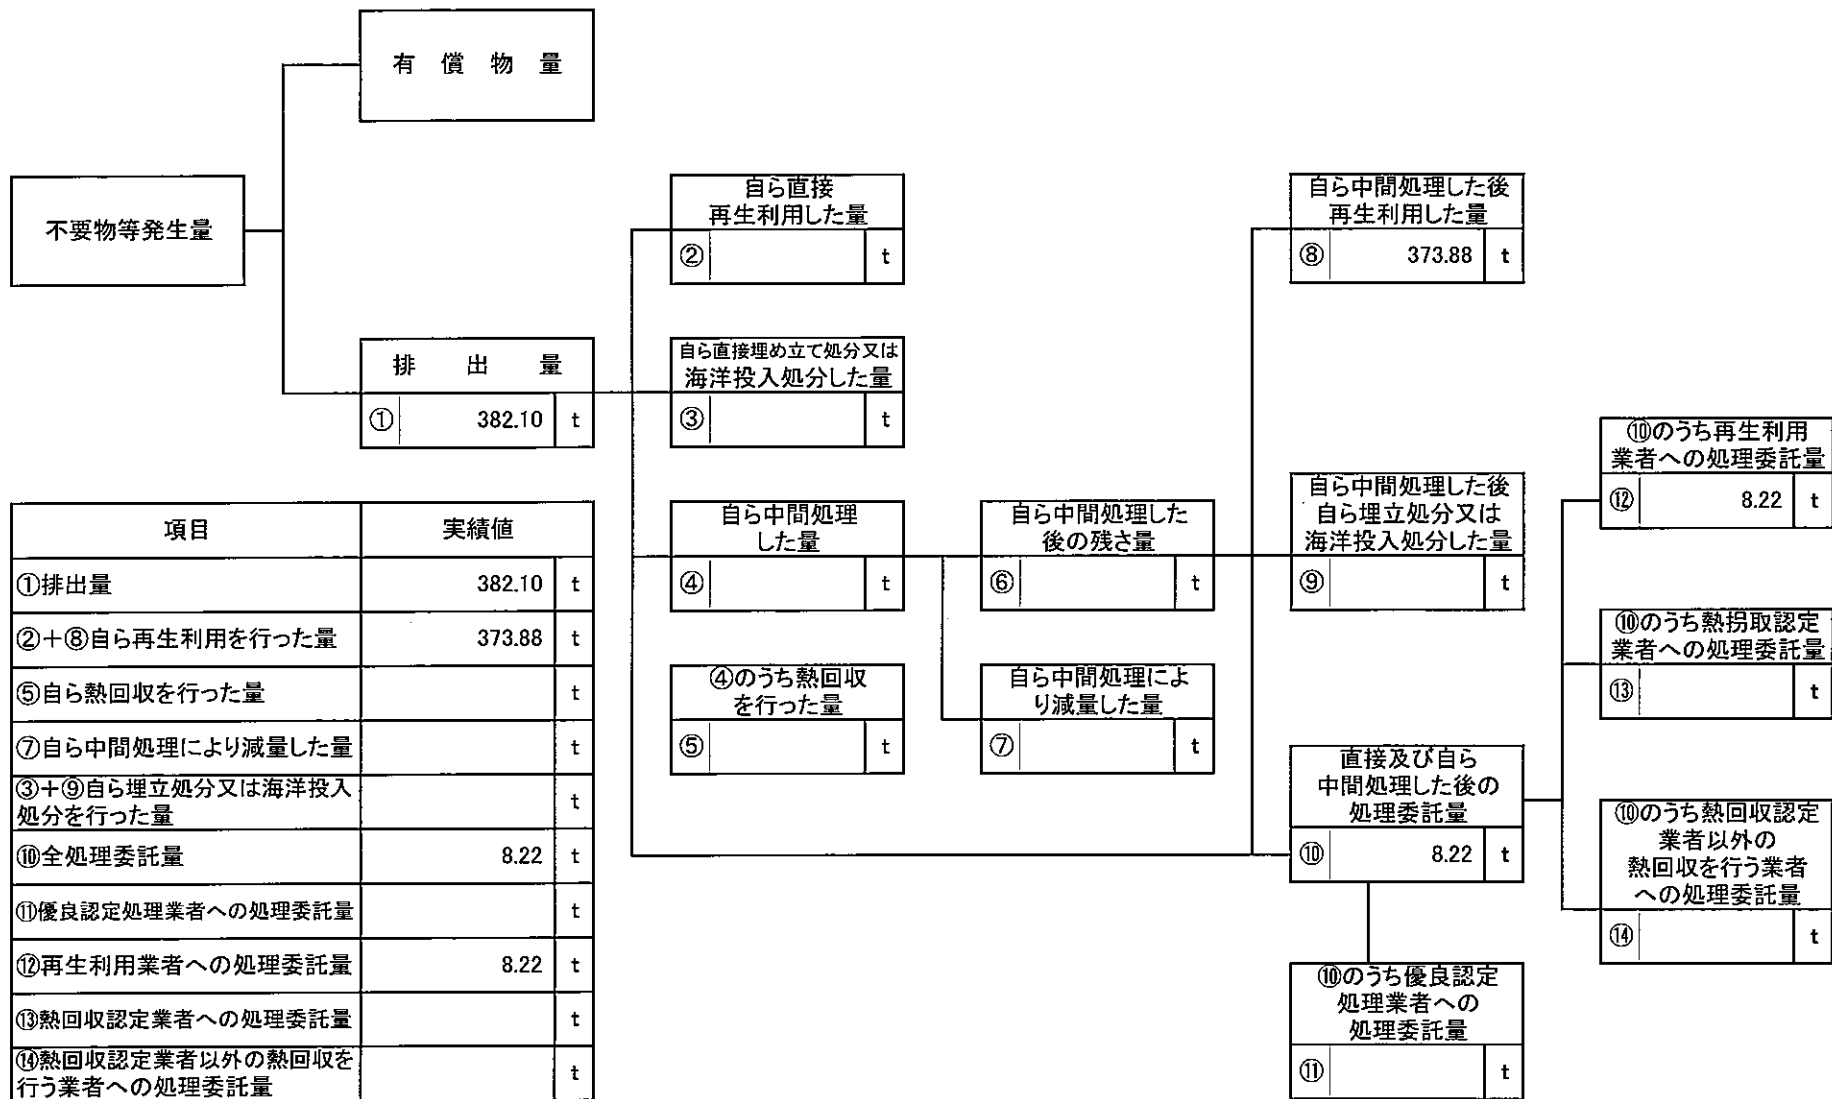 有償物量
不要物等発生量
自ら直接
再生利用した量
② t
自ら中間処理した後
再生利用した量
⑧ 373.88 t
排出量
① 382.10 t
自ら直接埋め立て処分又は
海洋投入処分した量
③ t
⑩のうち再生利用
業者への処理委託量
⑫ 8.22 t
自ら中間処理
した量
④ t
自ら中間処理した
後の残さ量
⑥ t
自ら中間処理した後
自ら埋立処分又は
海洋投入処分した量
⑨ t
⑩のうち熱拐取認定
業者への処理委託量
⑬ t
④のうち熱回収
を行った量
⑤ t
自ら中間処理によ
り減量した量
⑦ t
直接及び自ら
中間処理した後の
処理委託量
⑩ 8.22 t
⑩のうち熱回収認定
業者以外の
熱回収を行う業者
への処理委託量
⑭ t
⑩のうち優良認定
処理業者への
処理委託量
⑪ t
項目 実績値
①排出量 382.10 t
②＋⑧自ら再生利用を行った量 373.88 t
⑤自ら熱回収を行った量 t
⑦自ら中間処理により減量した量 t
③＋⑨自ら埋立処分又は海洋投入
処分を行った量 t
⑩全処理委託量 8.22 t
⑪優良認定処理業者への処理委託量 t
⑫再生利用業者への処理委託量 8.22 t
⑬熱回収認定業者への処理委託量 t
⑭熱回収認定業者以外の熱回収を
行う業者への処理委託量 t